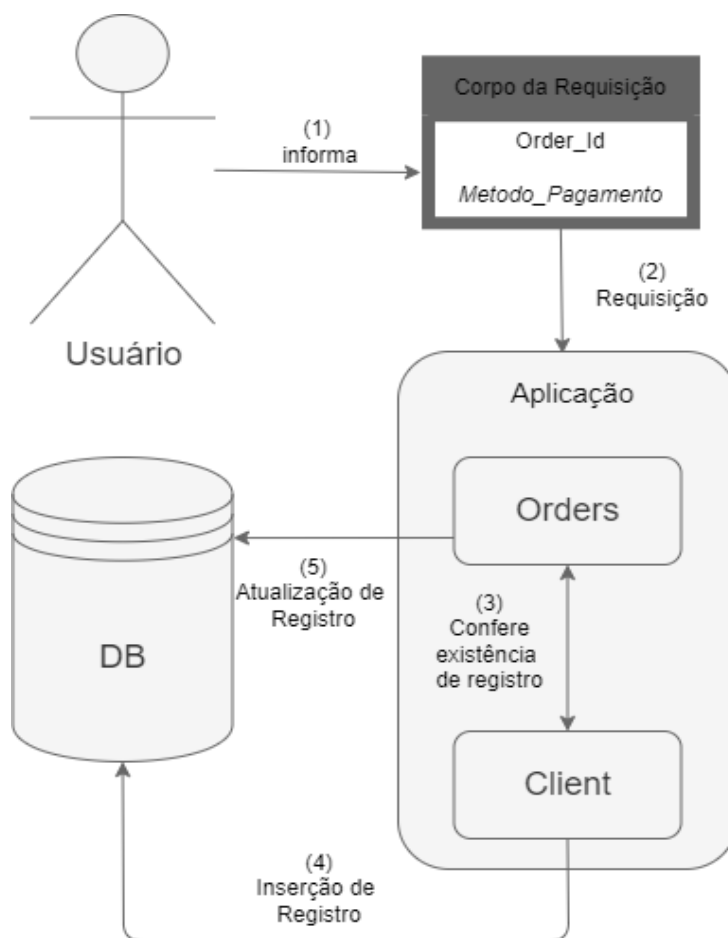 Corpo da Requisição
Order_Id
Metodo_Pagamento
(1)
informa
(2)
Requisição
Usuário
Aplicação
Orders
(3)
Confere
existência
de registro
(5)
Atualização de
Registro
DB
Client
(4)
Inserção de
Registro